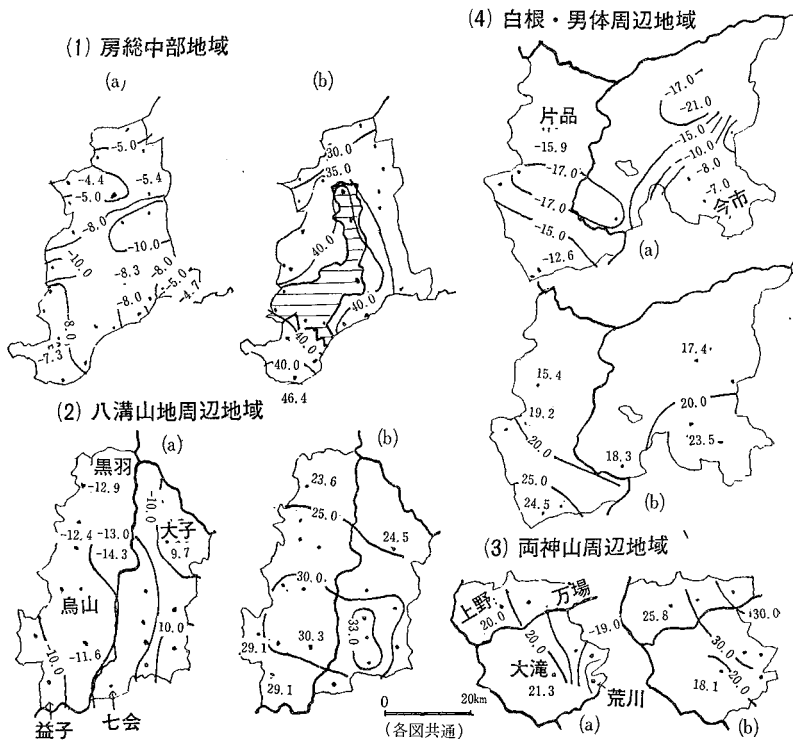 (1) 房総中部地域
(a)
-5.0
-4.4
-5.4
-5.0
-8.0
-10.0
-10.0
-8.3
-8.0
-5.0
-8.0
-4.7
-8.0
-7.3
(b)
30.0
35.0
40.0
40.0
40.0
40.0
46.4
(2) 八溝山地周辺地域
(a)
黒羽
-12.9
-10.0
大子
-12.4
-13.0
9.7
-14.3
烏山
10.0
-10.0
-11.6
益子
七会
(b)
23.6
25.0
24.5
30.0
33.0
30.3
29.1
29.1
0
20km
(各図共通)
(4) 白根・男体周辺地域
片品
-15.9
-17.0
-17.0
-15.0
-12.6
-17.0
-21.0
-15.0
-10.0
-8.0
-7.0
今市
(a)
15.4
19.2
20.0
25.0
24.5
17.4
20.0
23.5
18.3
(b)
(3) 両神山周辺地域
上野
万場
20.0
20.0
-19.0
大滝
21.3
荒川
(a)
25.8
30.0
30.0
20.0
18.1
(b)